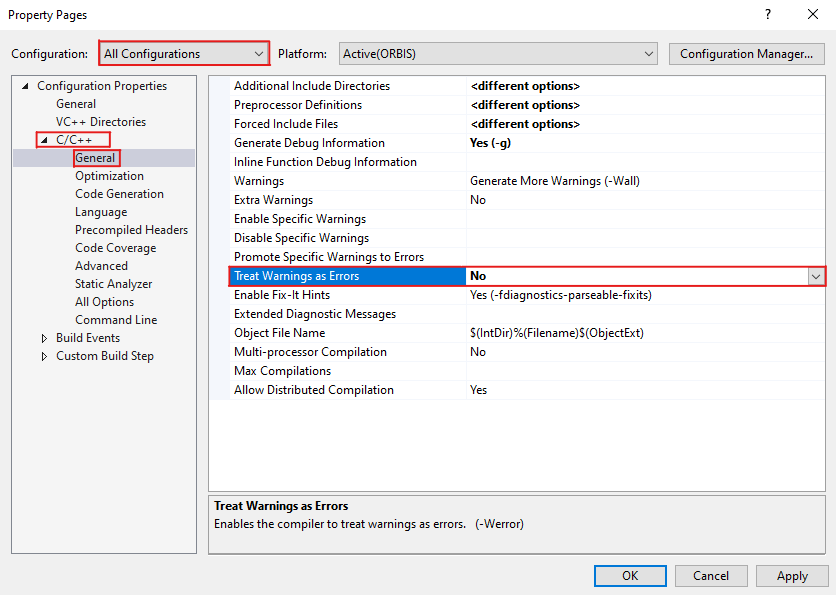 Property Pages
?
Configuration: All Configurations Platform: Active(ORBIS) Configuration Manager...
Configuration Properties
General
VC++ Directories
C/C++
General
Optimization
Code Generation
Language
Precompiled Headers
Code Coverage
Advanced
Static Analyzer
All Options
Command Line
Build Events
Custom Build Step
Additional Include Directories <different options>
Preprocessor Definitions <different options>
Forced Include Files <different options>
Generate Debug Information Yes (-g)
Inline Function Debug Information
Warnings Generate More Warnings (-Wall)
Extra Warnings No
Enable Specific Warnings
Disable Specific Warnings
Promote Specific Warnings to Errors
Treat Warnings as Errors No
Enable Fix-It Hints Yes (-fdiagnostics-parseable-fixits)
Extended Diagnostic Messages
Object File Name $(IntDir)%(Filename)$(ObjectExt)
Multi-processor Compilation No
Max Compilations
Allow Distributed Compilation Yes
Treat Warnings as Errors
Enables the compiler to treat warnings as errors. (-Werror)
OK Cancel Apply